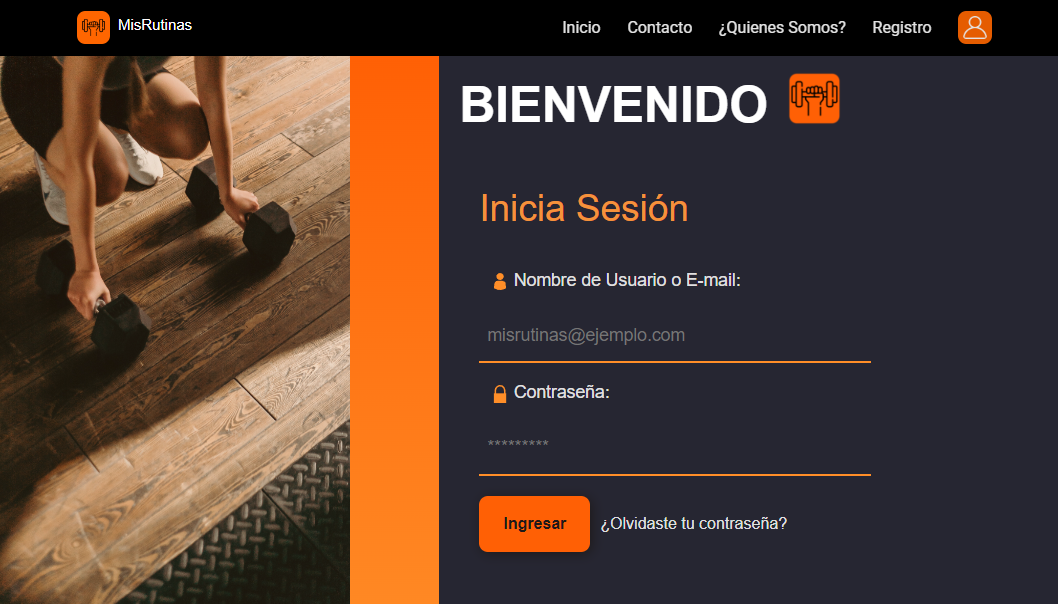 MisRutinas
Inicio
Contacto
¿Quienes Somos?
Registro
BIENVENIDO
Inicia Sesión
Nombre de Usuario o E-mail:
misrutinas@ejemplo.com
Contraseña:
*********
Ingresar
¿Olvidaste tu contraseña?